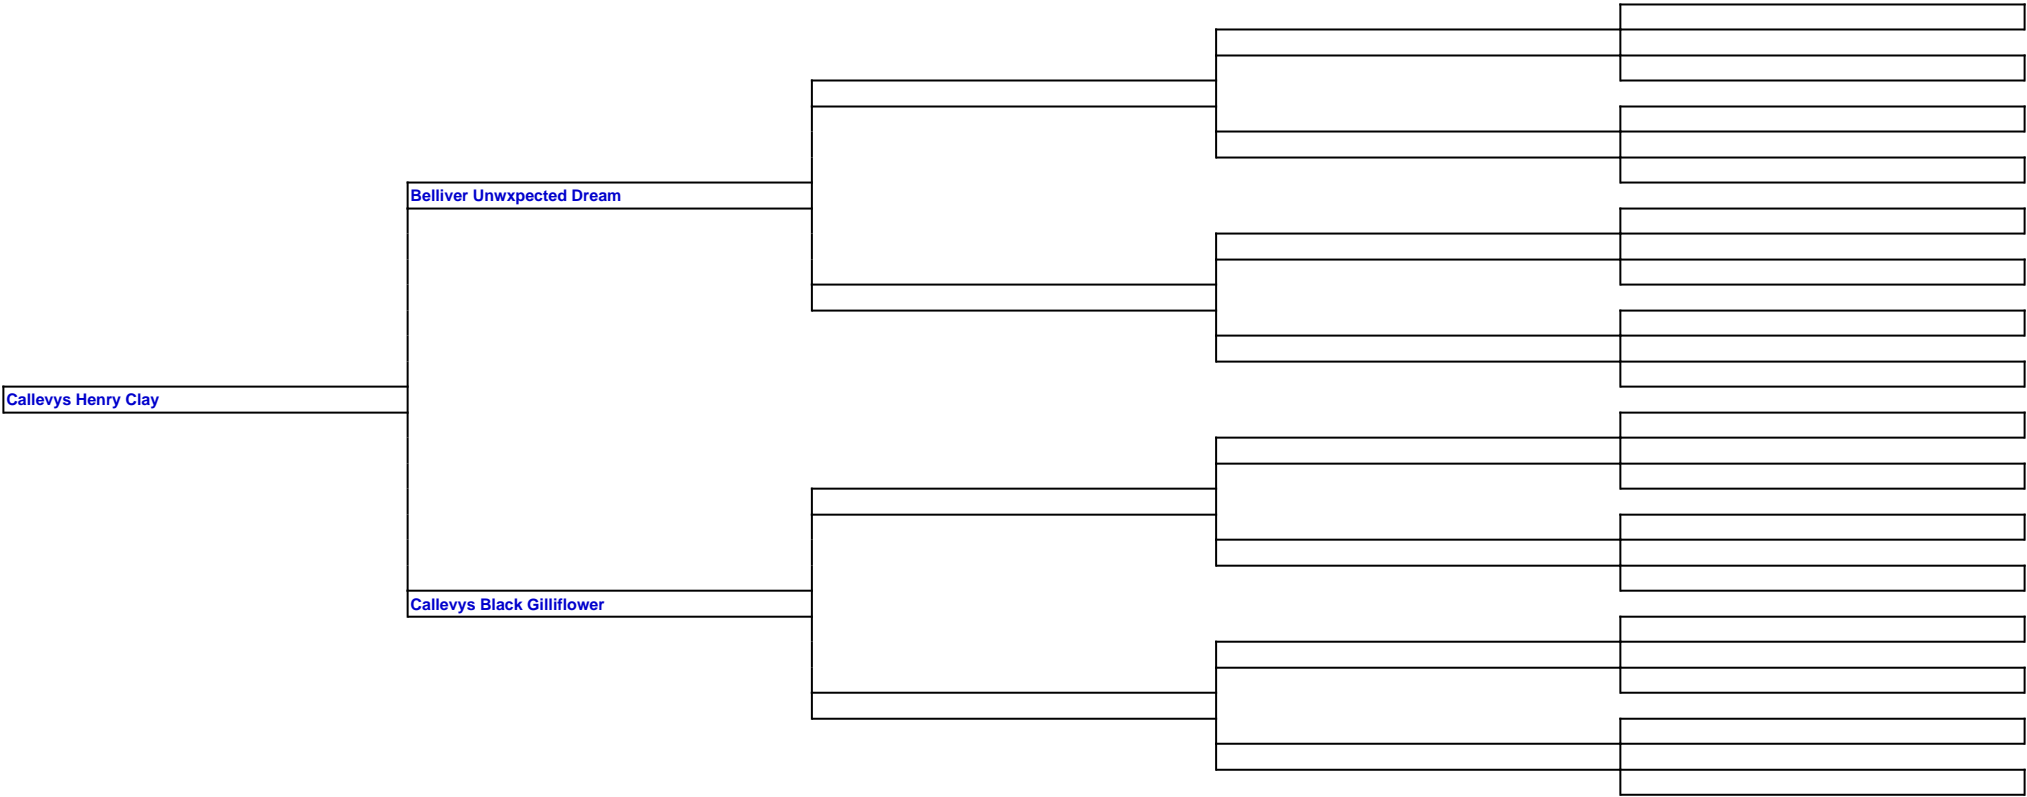 Belliver Unwxpected Dream
Callevys Henry Clay
Callevys Black Gilliflower